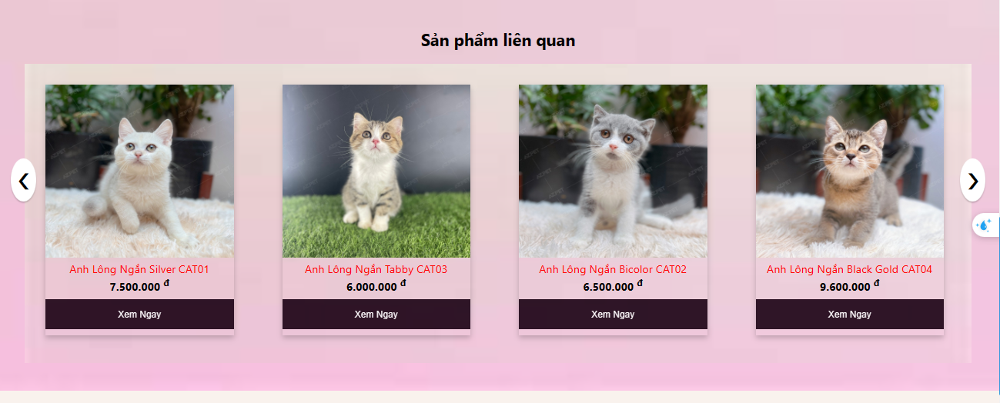 Sản phẩm liên quan
Anh Lông Ngắn Silver CAT01
7.500.000 đ
Xem Ngay
Anh Lông Ngắn Tabby CAT03
6.000.000 đ
Xem Ngay
Anh Lông Ngắn Bicolor CAT02
6.500.000 đ
Xem Ngay
Anh Lông Ngắn Black Gold CAT04
9.600.000 đ
Xem Ngay